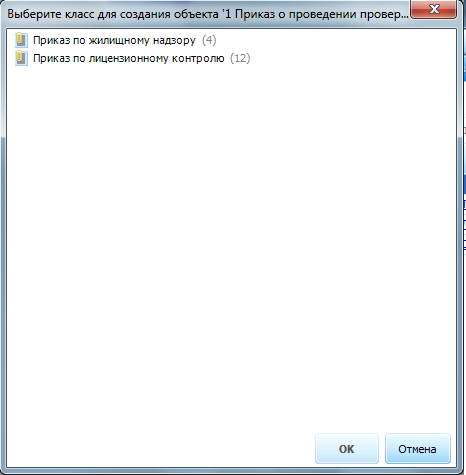 Выберите класс для создания объекта '1 Приказ о проведении провер...
Приказ по жилищному надзору (4)
Приказ по лицензионному контролю (12)
OK
Отмена